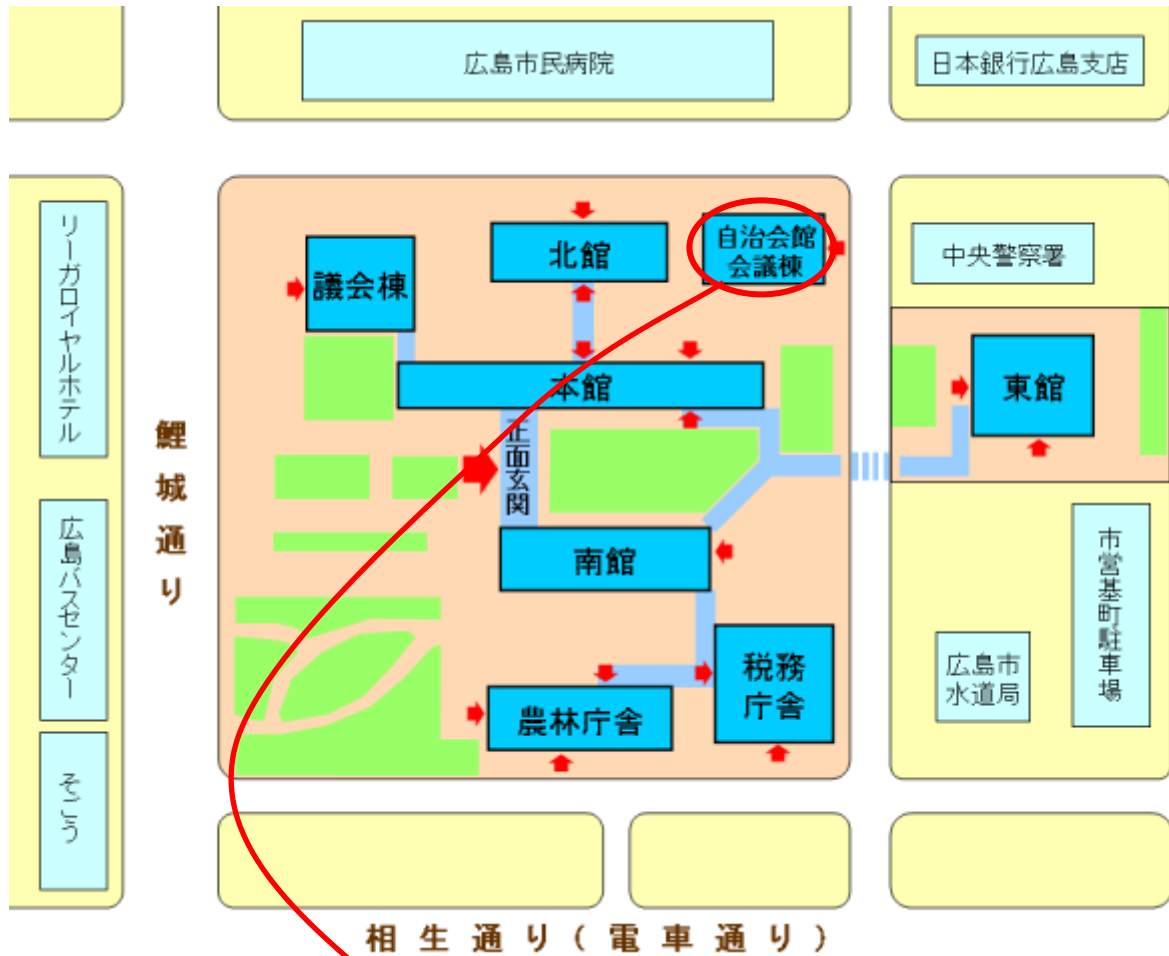 広島市民病院
日本銀行広島支店
リーガロイヤルホテル
議会棟
北館
自治会館
会議棟
中央警察署
本館
東館
鯉城通り
正面玄関
広島バスセンター
南館
市営基町駐車場
税務
庁舎
広島市
水道局
農林庁舎
そごう
相生通り(電車通り)